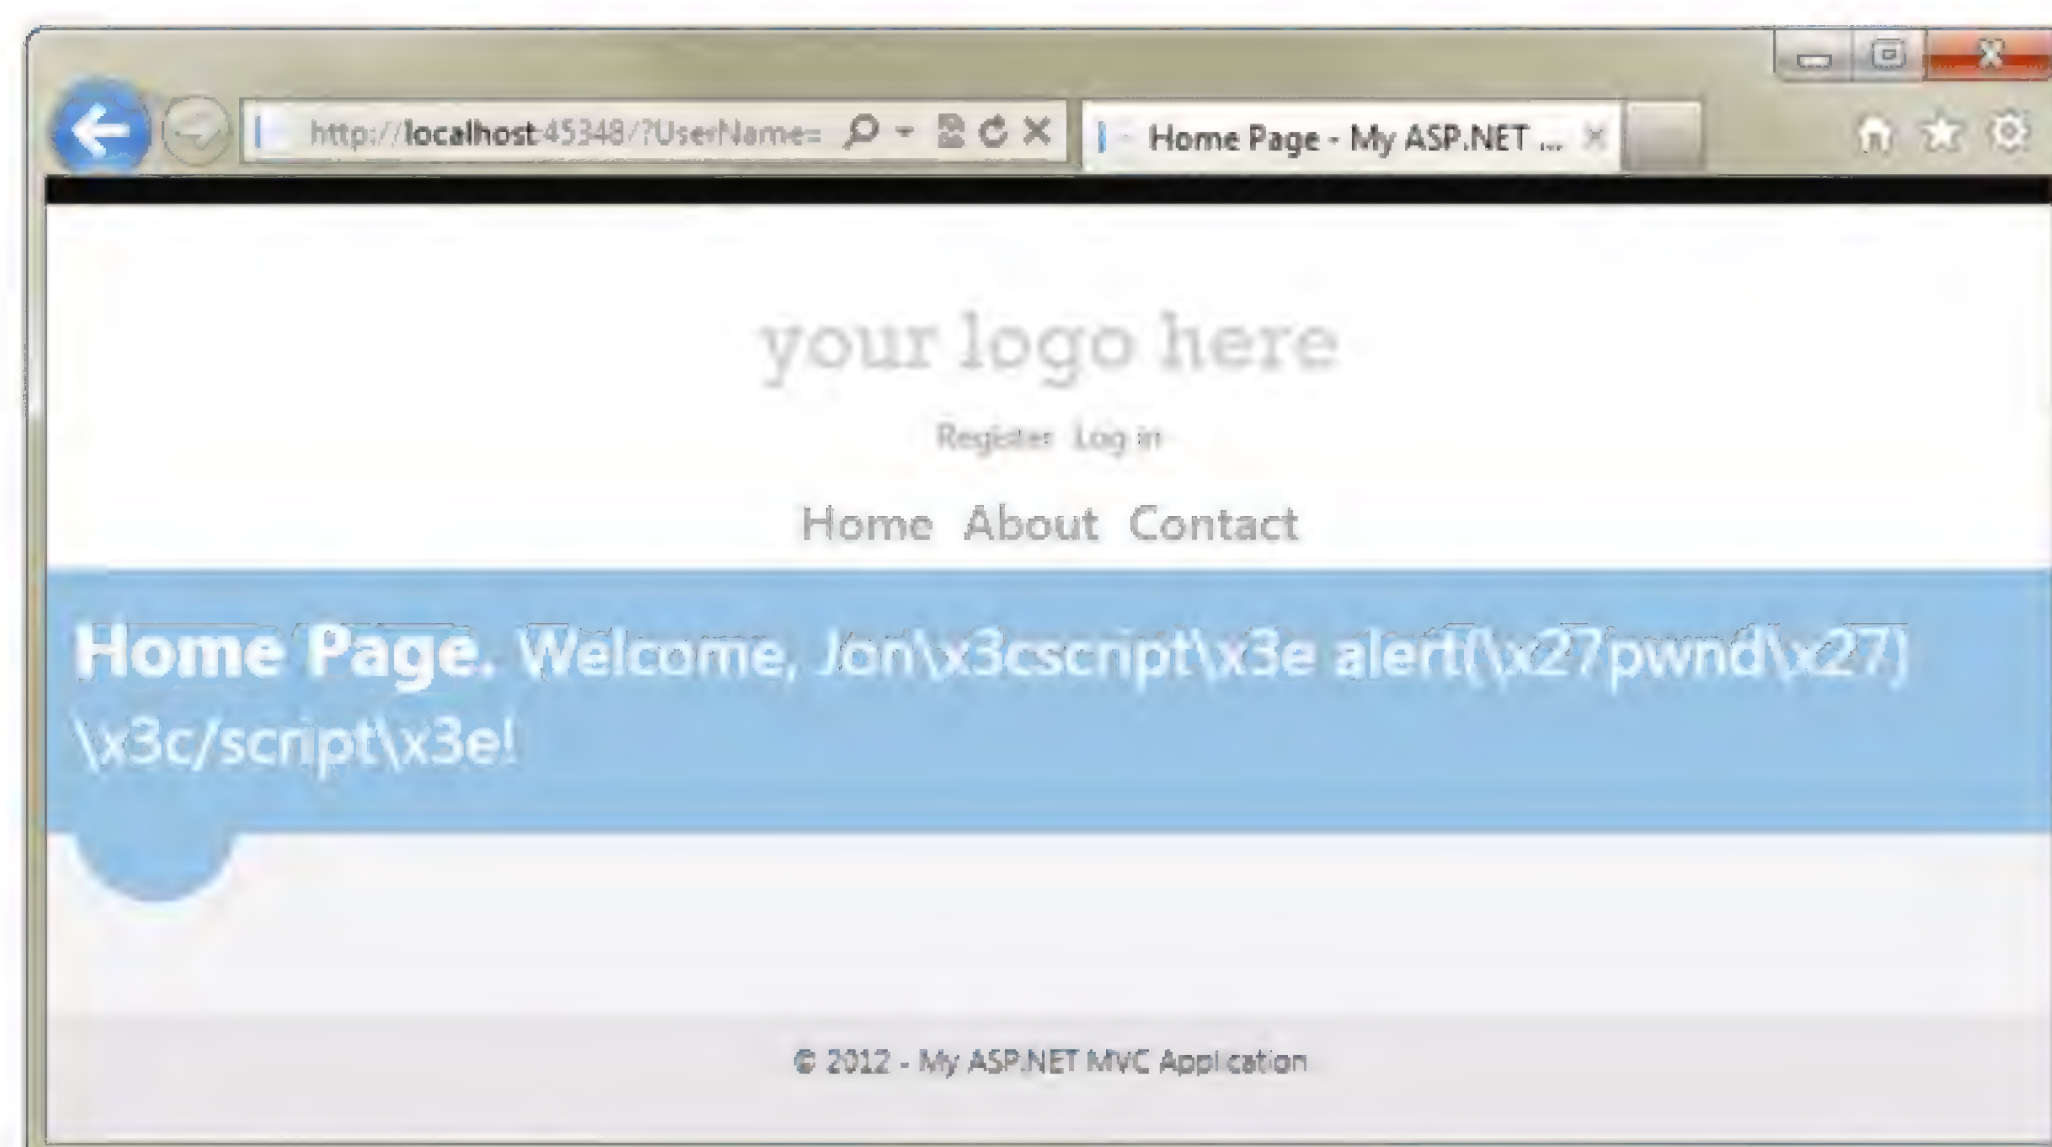 http://localhost:45348/?UserName=
Home Page - My ASP.NET ...
your logo here
Register Log in
Home About Contact
Home Page. Welcome, Jon\x3cscript\x3e alert(\x27pwnd\x27)
\x3c/script\x3e!
© 2012 - My ASP.NET MVC Application